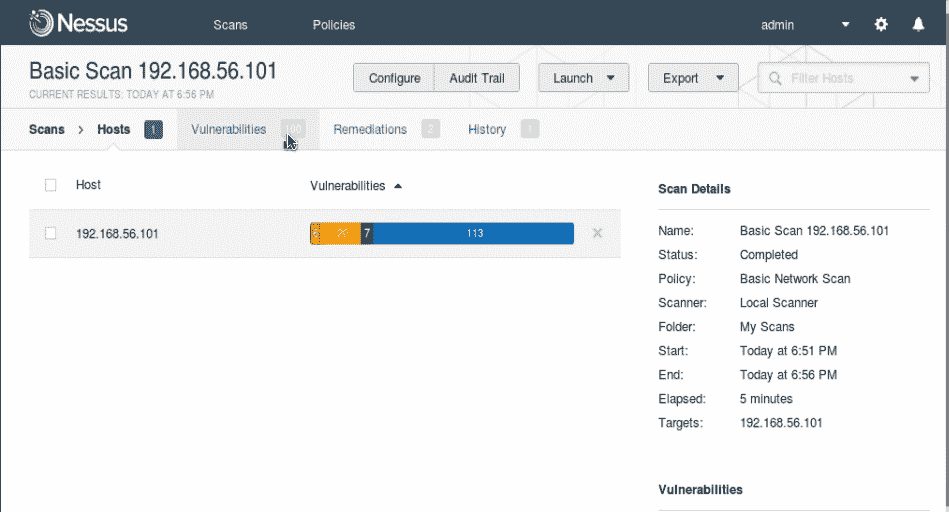 Nessus Scans Policies admin
Basic Scan 192.168.56.101
CURRENT RESULTS: TODAY AT 6:56 PM
Configure Audit Trail Launch Export Filter Hosts
Scans > Hosts 1 Vulnerabilities Remediations 2 History 1
Host Vulnerabilities
192.168.56.101 7 113
Scan Details
Name: Basic Scan 192.168.56.101
Status: Completed
Policy: Basic Network Scan
Scanner: Local Scanner
Folder: My Scans
Start: Today at 6:51 PM
End: Today at 6:56 PM
Elapsed: 5 minutes
Targets: 192.168.56.101
Vulnerabilities